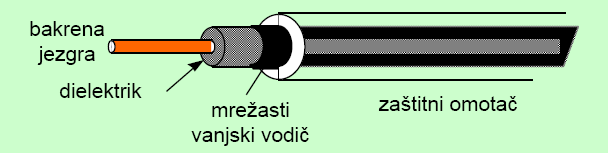 bakrena
jezgra
dielektrik
mrežasti
vanjski vodič
zaštitni omotač